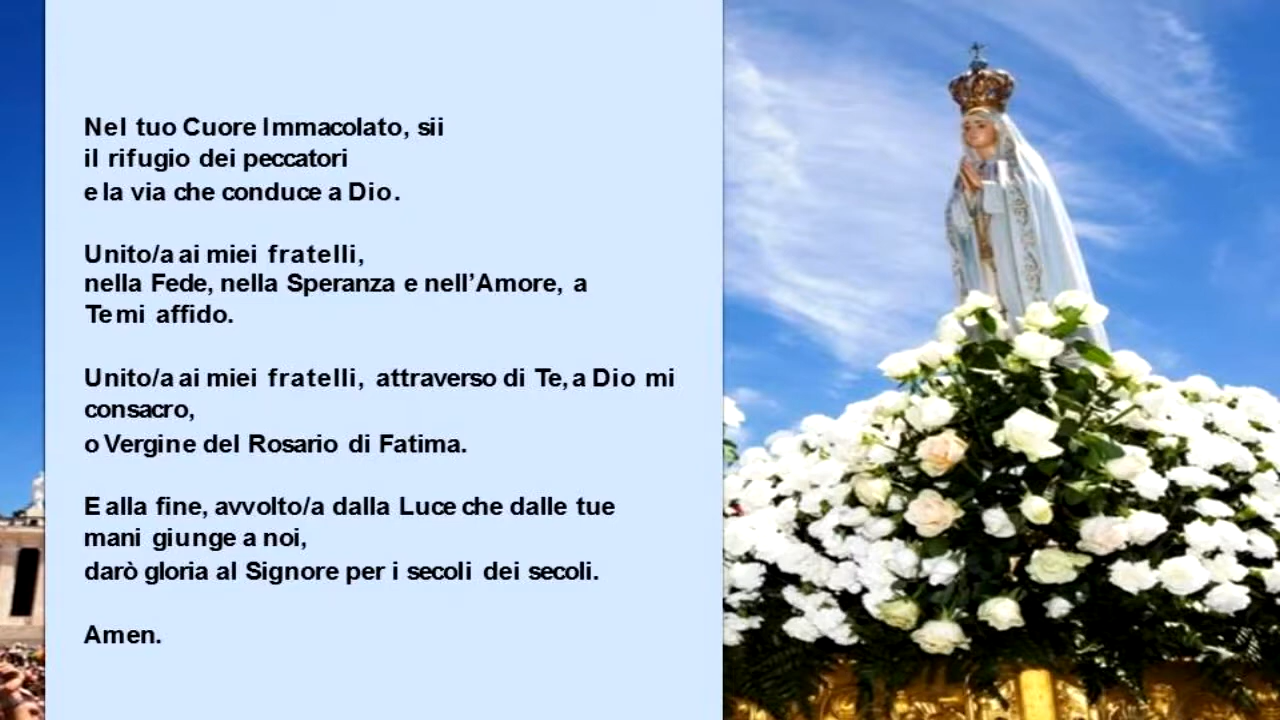 Nel tuo Cuore Immacolato, sii
il rifugio dei peccatori
e la via che conduce a Dio.
Unito/a ai miei fratelli,
nella Fede, nella Speranza e nell’Amore, a
Te mi affido.
Unito/a ai miei fratelli, attraverso di Te, a Dio mi
consacro,
o Vergine del Rosario di Fatima.
E alla fine, avvolto/a dalla Luce che dalle tue
mani giunge a noi,
darò gloria al Signore per i secoli dei secoli.
Amen.